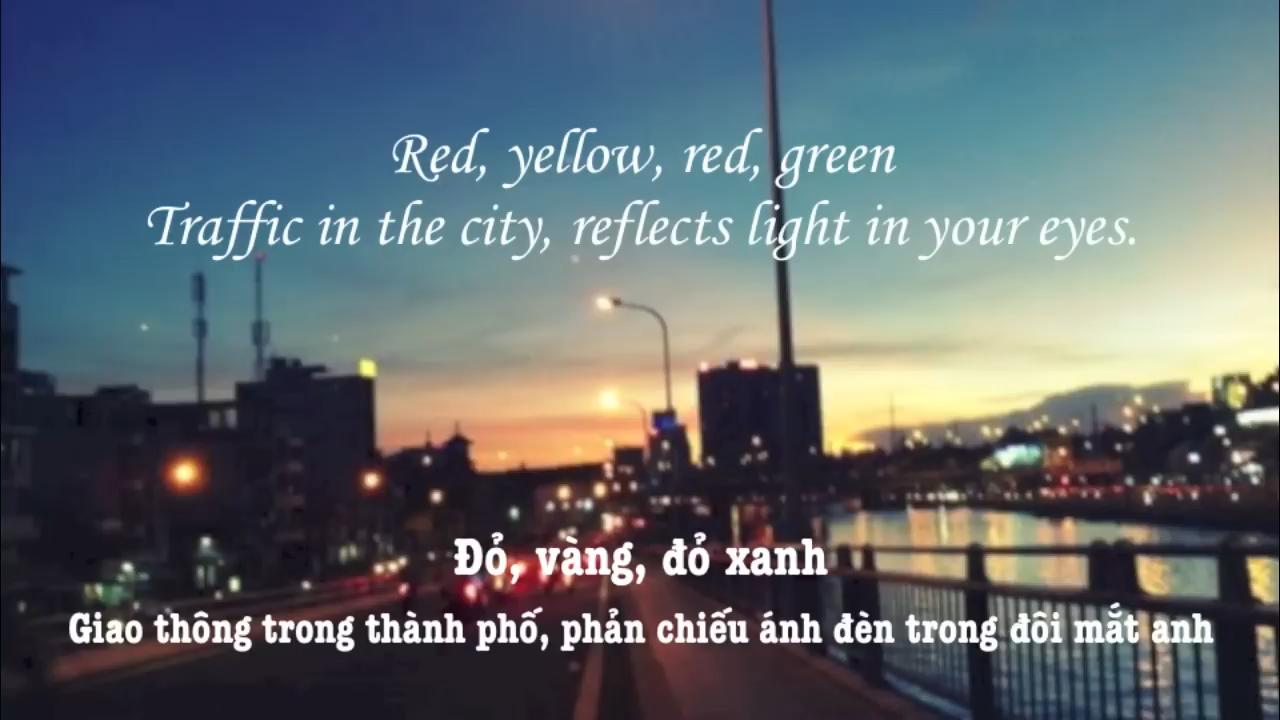 Red, yellow, red, green
Traffic in the city, reflects light in your eyes.
Đỏ, vàng, đỏ xanh
Giao thông trong thành phố, phản chiếu ánh đèn trong đôi mắt anh